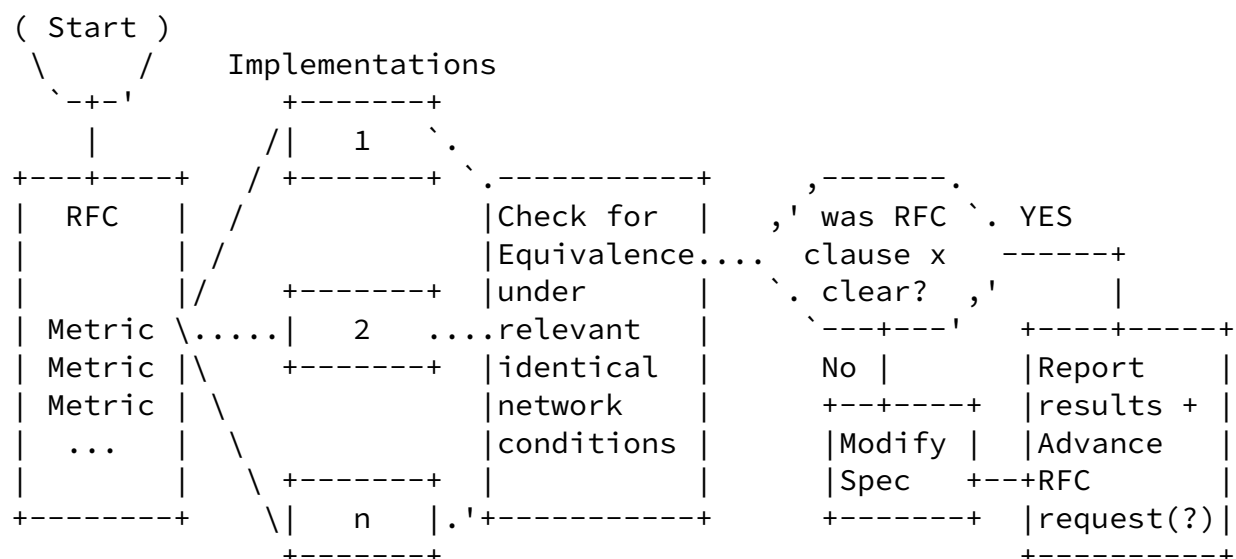 ( Start )
Implementations
1
RFC
Metric
Metric
Metric
...
2
n
Check for
Equivalence
under
relevant
identical
network
conditions
was RFC
clause x
clear?
YES
No
Modify
Spec
Report
results +
Advance
RFC
request(?)